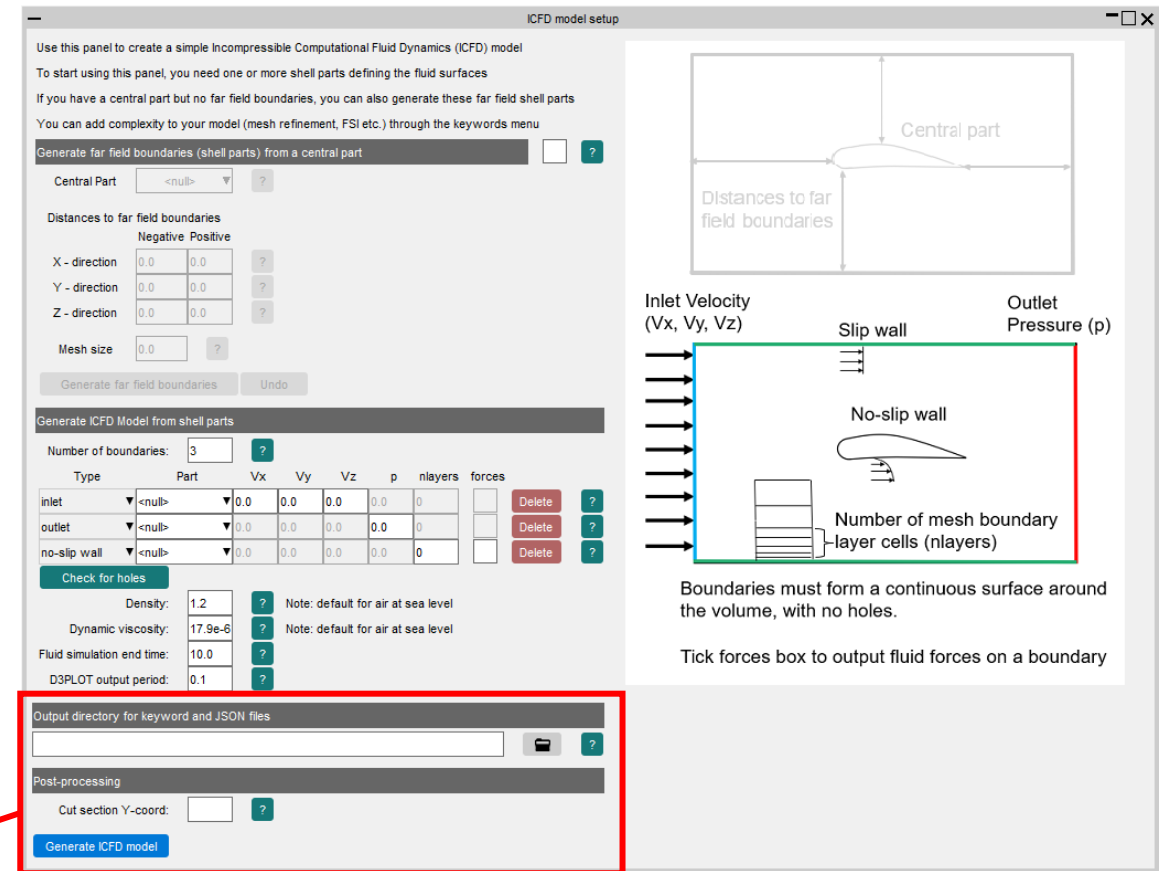 ICFD model setup
Use this panel to create a simple Incompressible Computational Fluid Dynamics (ICFD) model
To start using this panel, you need one or more shell parts defining the fluid surfaces
If you have a central part but no far field boundaries, you can also generate these far field shell parts
You can add complexity to your model (mesh refinement, FSI etc.) through the keywords menu
Generate far field boundaries (shell parts) from a central part ?
Central Part <null> ▼ ?
Distances to far field boundaries
Negative Positive
X - direction 0.0 0.0 ?
Y - direction 0.0 0.0 ?
Z - direction 0.0 0.0 ?
Mesh size 0.0 ?
Generate far field boundaries Undo
Generate ICFD Model from shell parts
Number of boundaries: 3 ?
Type Part Vx Vy Vz p nlayers forces
inlet ▼ <null> ▼ 0.0 0.0 0.0 0.0 0 Delete ?
outlet ▼ <null> ▼ 0.0 0.0 0.0 0.0 0 Delete ?
no-slip wall ▼ <null> ▼ 0.0 0.0 0.0 0.0 0 Delete ?
Check for holes
Density: 1.2 ? Note: default for air at sea level
Dynamic viscosity: 17.9e-6 ? Note: default for air at sea level
Fluid simulation end time: 10.0 ?
D3PLOT output period: 0.1 ?
Output directory for keyword and JSON files
?
Post-processing
Cut section Y-coord: ?
Generate ICFD model
Central part
Distances to far
field boundaries
Inlet Velocity
(Vx, Vy, Vz)
Outlet
Pressure (p)
Slip wall
No-slip wall
Number of mesh boundary
layer cells (nlayers)
Boundaries must form a continuous surface around
the volume, with no holes.
Tick forces box to output fluid forces on a boundary